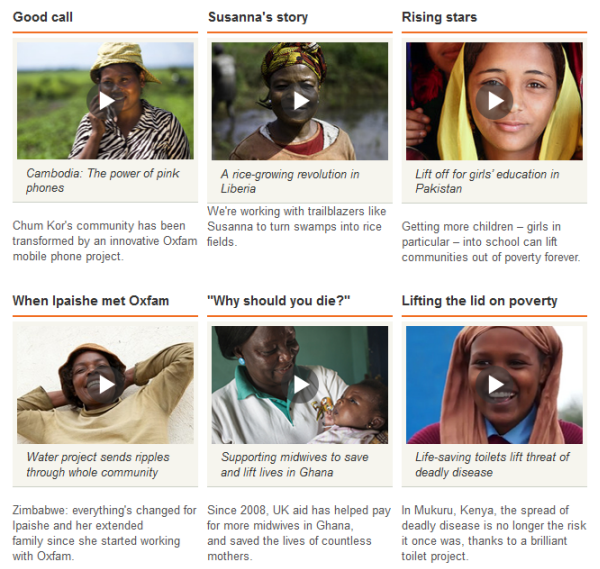 Good call
Cambodia: The power of pink
phones
Chum Kor's community has been
transformed by an innovative Oxfam
mobile phone project.
Susanna's story
A rice-growing revolution in
Liberia
We're working with trailblazers like
Susanna to turn swamps into rice
fields.
Rising stars
Lift off for girls' education in
Pakistan
Getting more children – girls in
particular – into school can lift
communities out of poverty forever.
When Ipaishe met Oxfam
Water project sends ripples
through whole community
Zimbabwe: everything's changed for
Ipaishe and her extended
family since she started working
with Oxfam.
"Why should you die?"
Supporting midwives to save
and lift lives in Ghana
Since 2008, UK aid has helped pay
for more midwives in Ghana,
and saved the lives of countless
mothers.
Lifting the lid on poverty
Life-saving toilets lift threat of
deadly disease
In Mukuru, Kenya, the spread of
deadly disease is no longer the risk
it once was, thanks to a brilliant
toilet project.